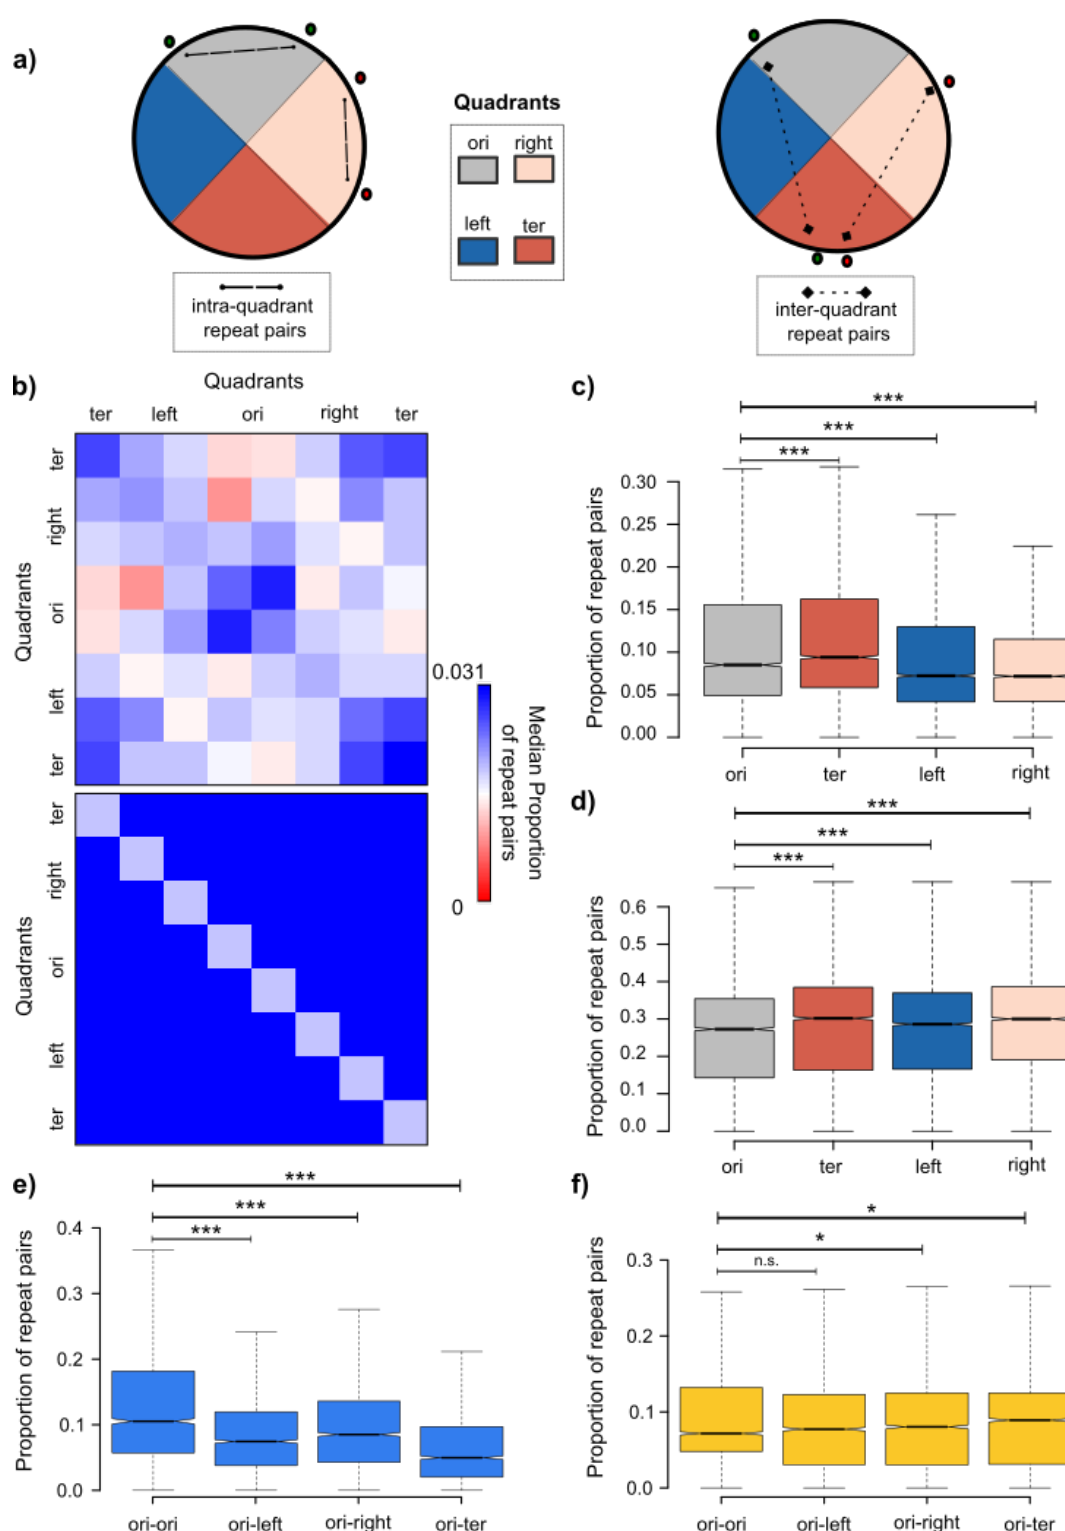 a)
Quadrants
ori right
left ter
intra-quadrant
repeat pairs
inter-quadrant
repeat pairs
b)
Quadrants
ter left ori right ter
Quadrants
ter
right
ori
left
ter
0.031
Median Proportion
of repeat pairs
0
Quadrants
ter
right
ori
left
ter
c)
***
***
***
Proportion of repeat pairs
0.30
0.25
0.20
0.15
0.10
0.05
0.00
ori ter left right
d)
***
***
***
Proportion of repeat pairs
0.6
0.5
0.4
0.3
0.2
0.1
0.0
ori ter left right
e)
***
***
***
Proportion of repeat pairs
0.4
0.3
0.2
0.1
0.0
ori-ori ori-left ori-right ori-ter
f)
*
*
n.s.
Proportion of repeat pairs
0.3
0.2
0.1
0.0
ori-ori ori-left ori-right ori-ter